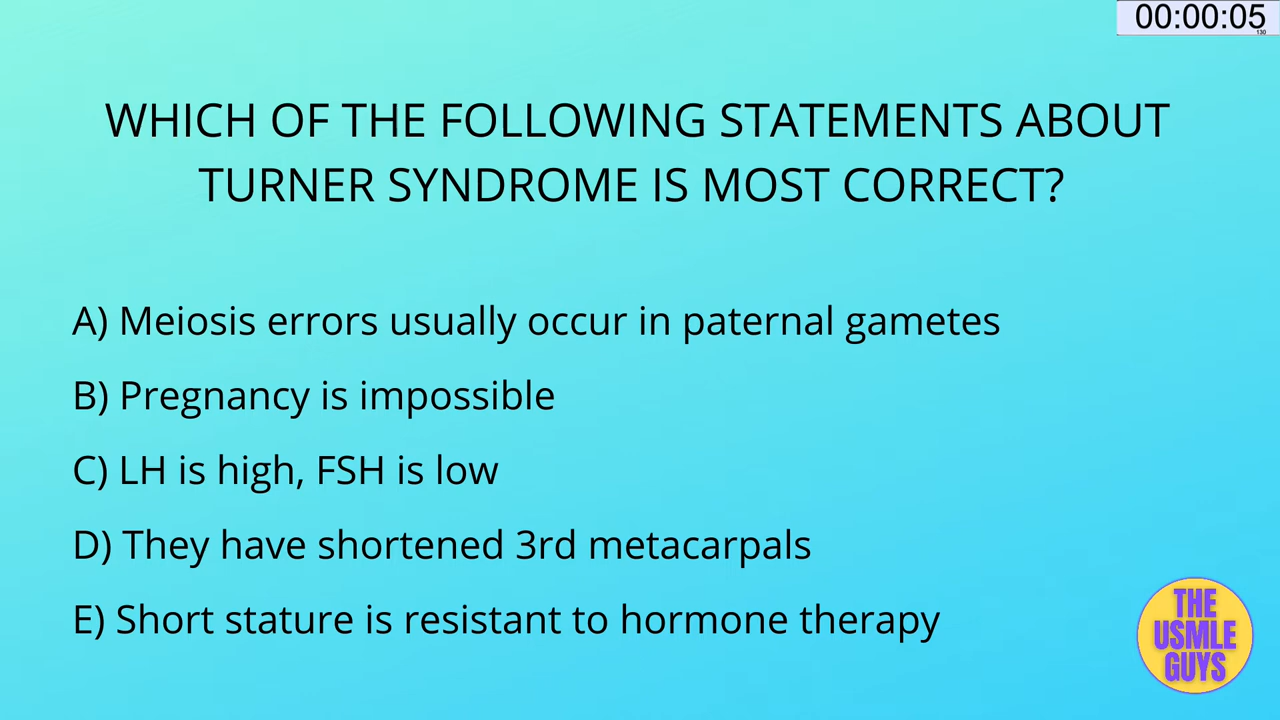 00:00:05
130
WHICH OF THE FOLLOWING STATEMENTS ABOUT
TURNER SYNDROME IS MOST CORRECT?
A) Meiosis errors usually occur in paternal gametes
B) Pregnancy is impossible
C) LH is high, FSH is low
D) They have shortened 3rd metacarpals
E) Short stature is resistant to hormone therapy
THE
USMLE
GUYS